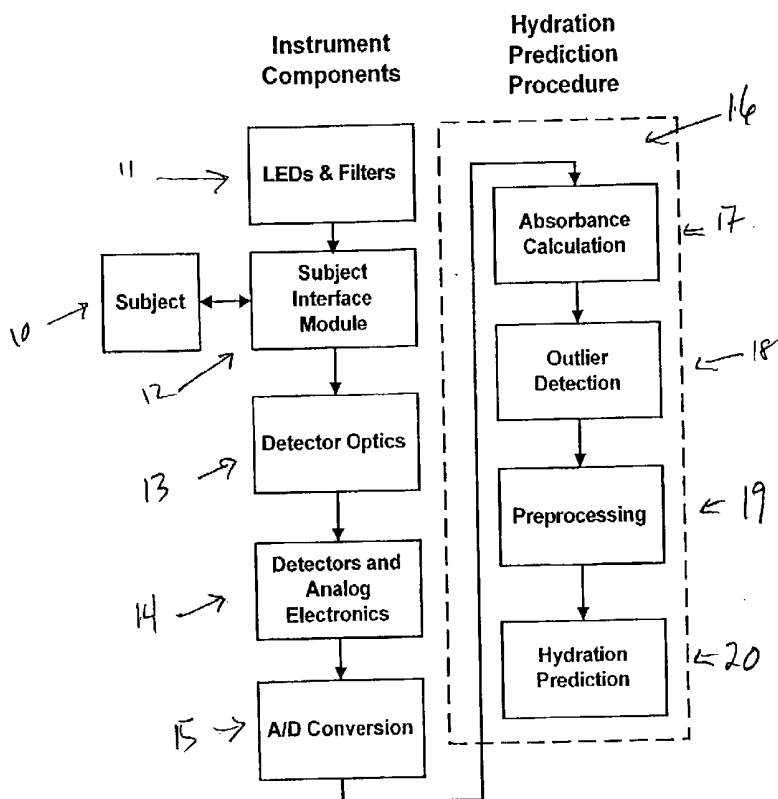 Instrument
Components
Hydration
Prediction
Procedure
16
11
LEDs & Filters
Absorbance
Calculation
17
10
Subject
Subject
Interface
Module
12
Outlier
Detection
18
13
Detector Optics
Preprocessing
19
14
Detectors and
Analog
Electronics
Hydration
Prediction
20
15
A/D Conversion